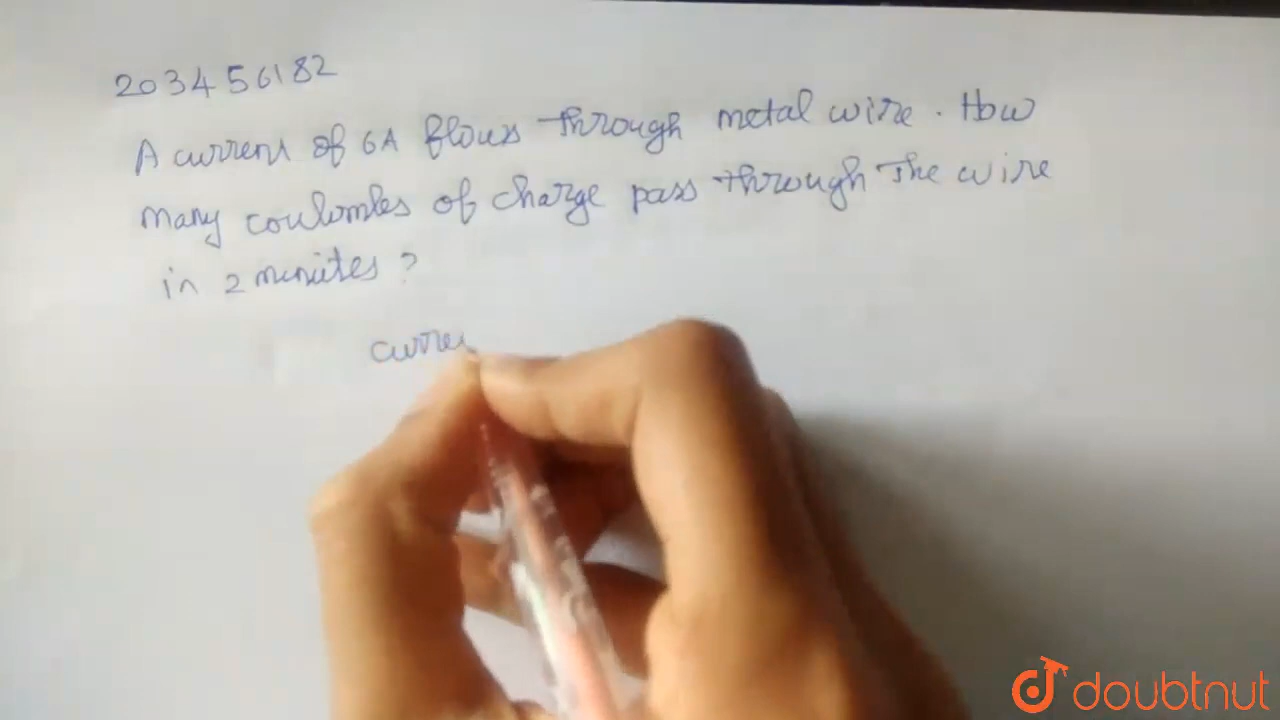 203456182
A current of 6A flows through metal wire. How
many coulombs of charge pass through the wire
in 2 minutes?
curre
doubtnut